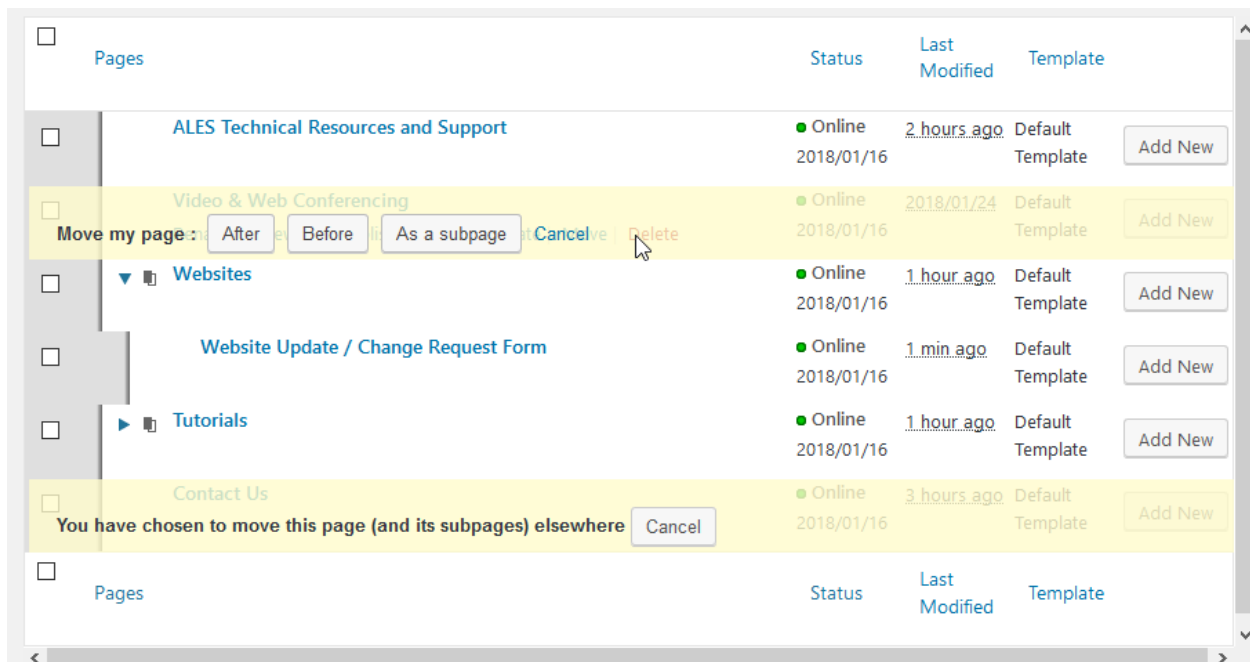 Pages Status Last Modified Template
ALES Technical Resources and Support Online 2 hours ago Default
2018/01/16 Template Add New
Video & Web Conferencing Online 2018/01/24 Default
Move my page : After Before As a subpage Cancel Delete 2018/01/16 Template Add New
Websites Online 1 hour ago Default
2018/01/16 Template Add New
Website Update / Change Request Form Online 1 min ago Default
2018/01/16 Template Add New
Tutorials Online 1 hour ago Default
2018/01/16 Template Add New
Contact Us Online 3 hours ago Default
You have chosen to move this page (and its subpages) elsewhere Cancel 2018/01/16 Template Add New
Pages Status Last Modified Template